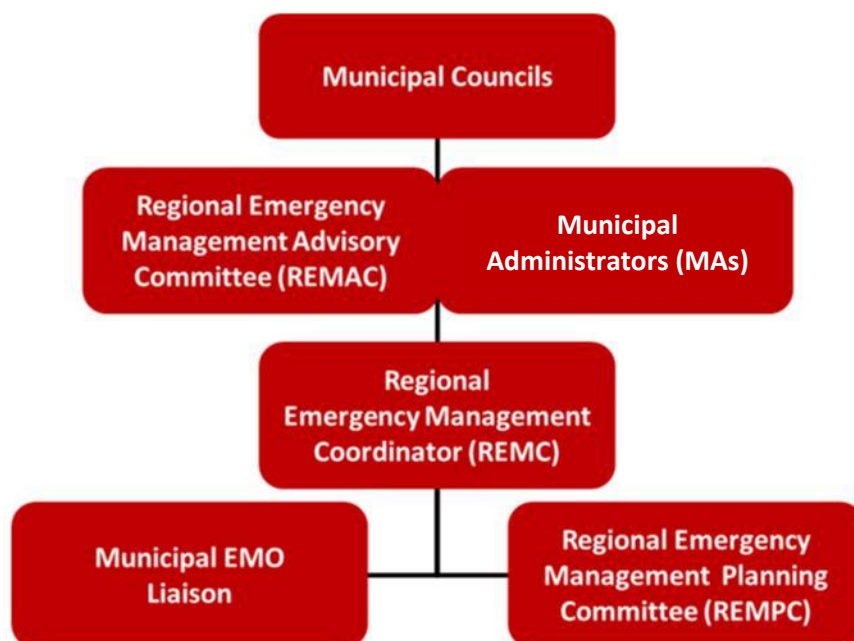 Municipal Councils
Regional Emergency
Management Advisory
Committee (REMAC)
Municipal
Administrators (MAs)
Regional
Emergency Management
Coordinator (REMC)
Municipal EMO
Liaison
Regional Emergency
Management Planning
Committee (REMPC)